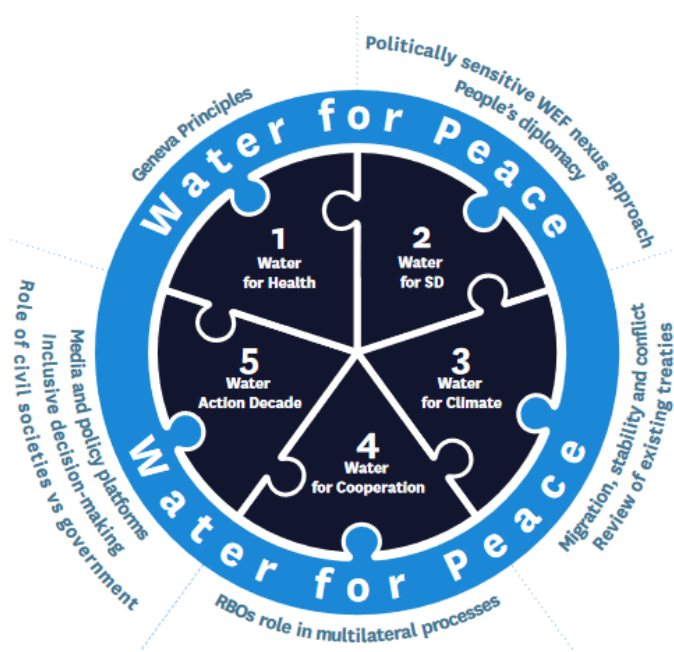 Politically sensitive WEF nexus approach
People's diplomacy
Geneva Principles
Water for Peace
1
Water
for Health
2
Water
for SD
3
Water
for Climate
4
Water
for Cooperation
5
Water
Action Decade
Water for Peace
Migration, stability and conflict
Review of existing treaties
RBOs role in multilateral processes
Media and policy platforms
Inclusive decision-making
Role of civil societies vs government